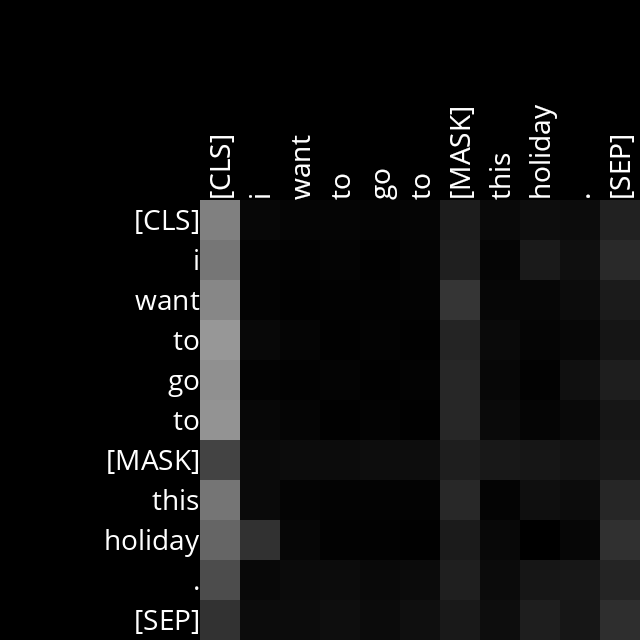 [CLS] i want to go to [MASK] this holiday . [SEP]
[CLS]
i
want
to
go
to
[MASK]
this
holiday
.
[SEP]